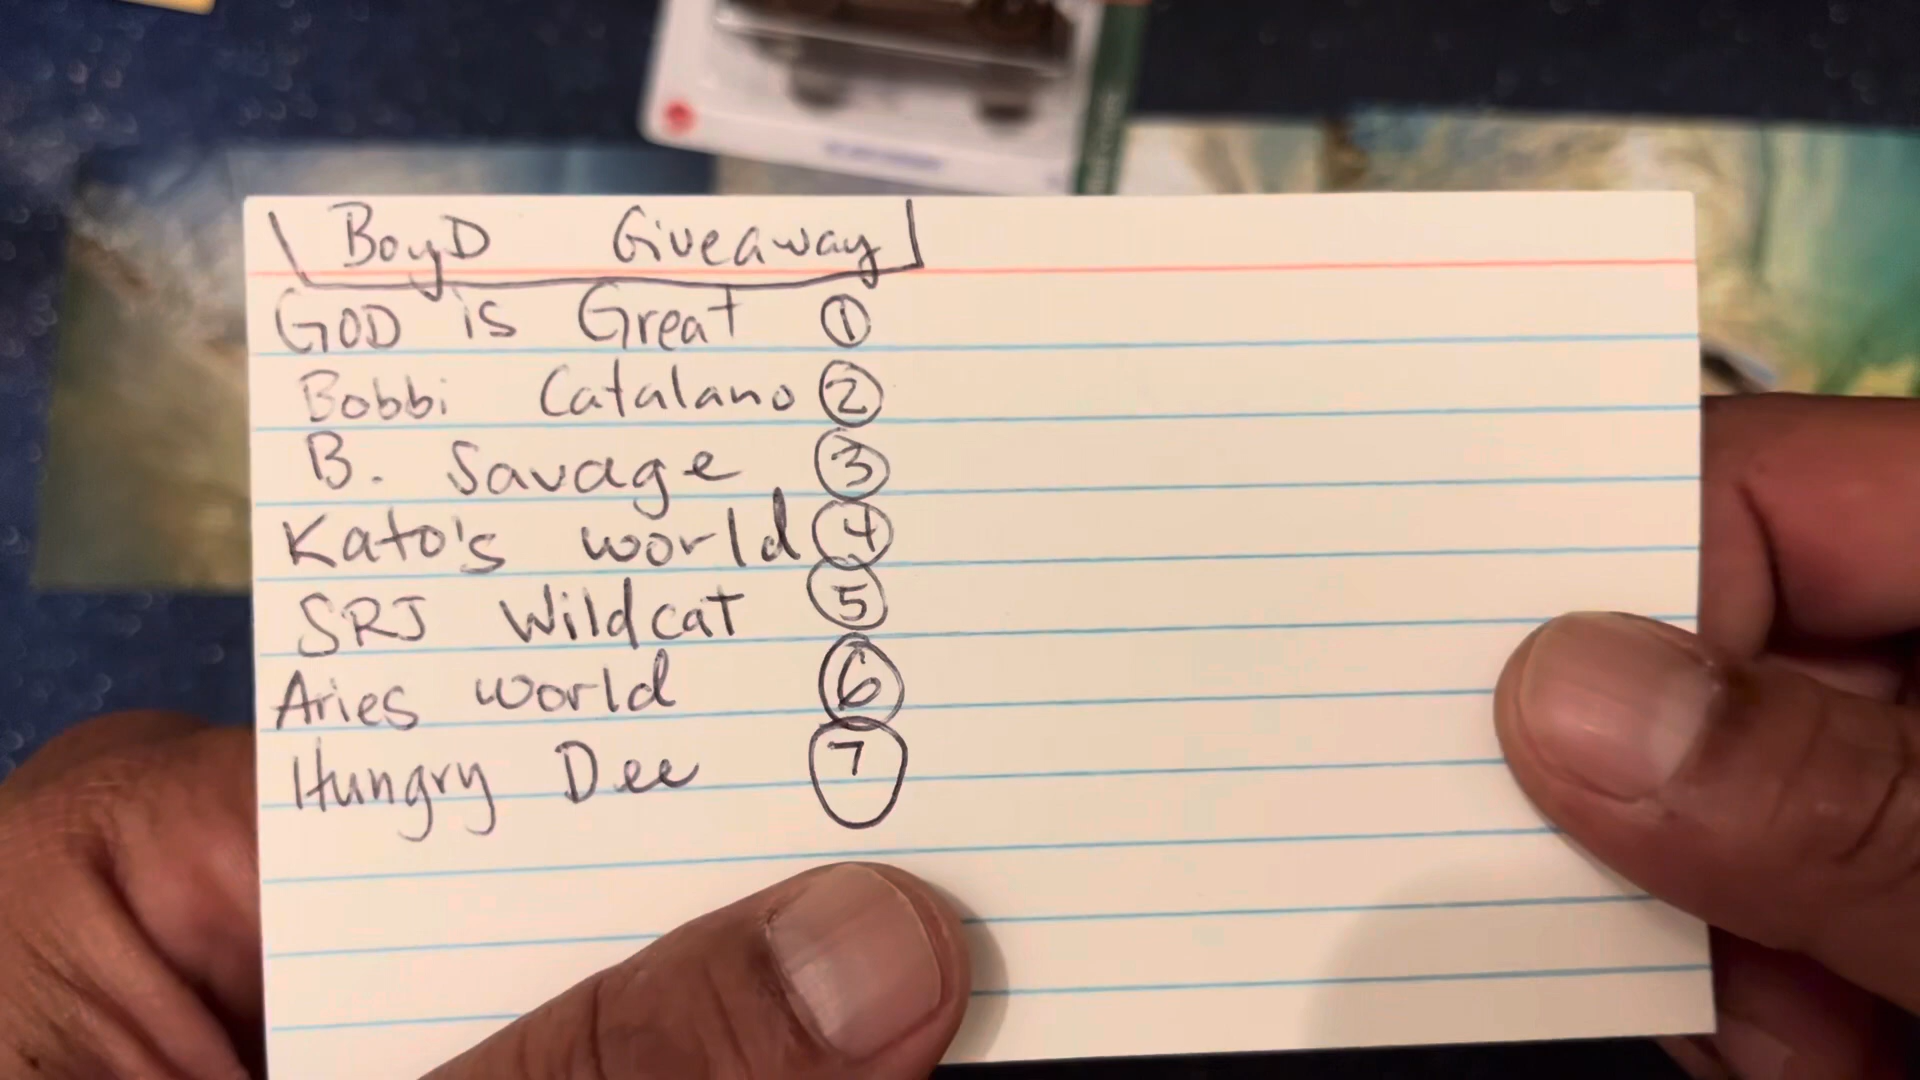 BoyD Giveaway
GOD is Great 1
Bobbi Catalano 2
B. Savage 3
Kato's world 4
SRJ Wildcat 5
Aries world 6
Hungry Dee 7